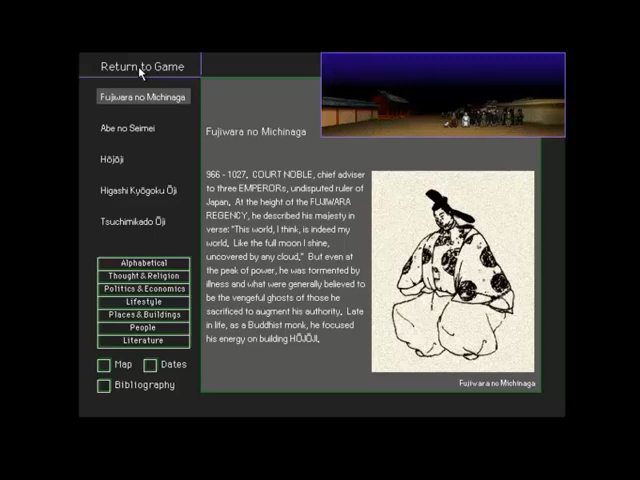 Return to Game
Fujiwara no Michinaga
Abe no Seimei
Hōjōji
Higashi Kyōgoku Ōji
Tsuchimikado Ōji
Alphabetical
Thought & Religion
Politics & Economics
Lifestyle
Places & Buildings
People
Literature
Map
Dates
Bibliography
Fujiwara no Michinaga
966 - 1027. COURT NOBLE, chief adviser
to three EMPERORs, undisputed ruler of
Japan. At the height of the FUJIWARA
REGENCY, he described his majesty in
verse: "This world, I think, is indeed my
world. Like the full moon I shine,
uncovered by any cloud." But even at
the peak of power, he was tormented by
illness and what were generally believed to
be the vengeful ghosts of those he
sacrificed to augment his authority. Late
in life, as a Buddhist monk, he focused
his energy on building HŌJŌJI.
Fujiwara no Michinaga